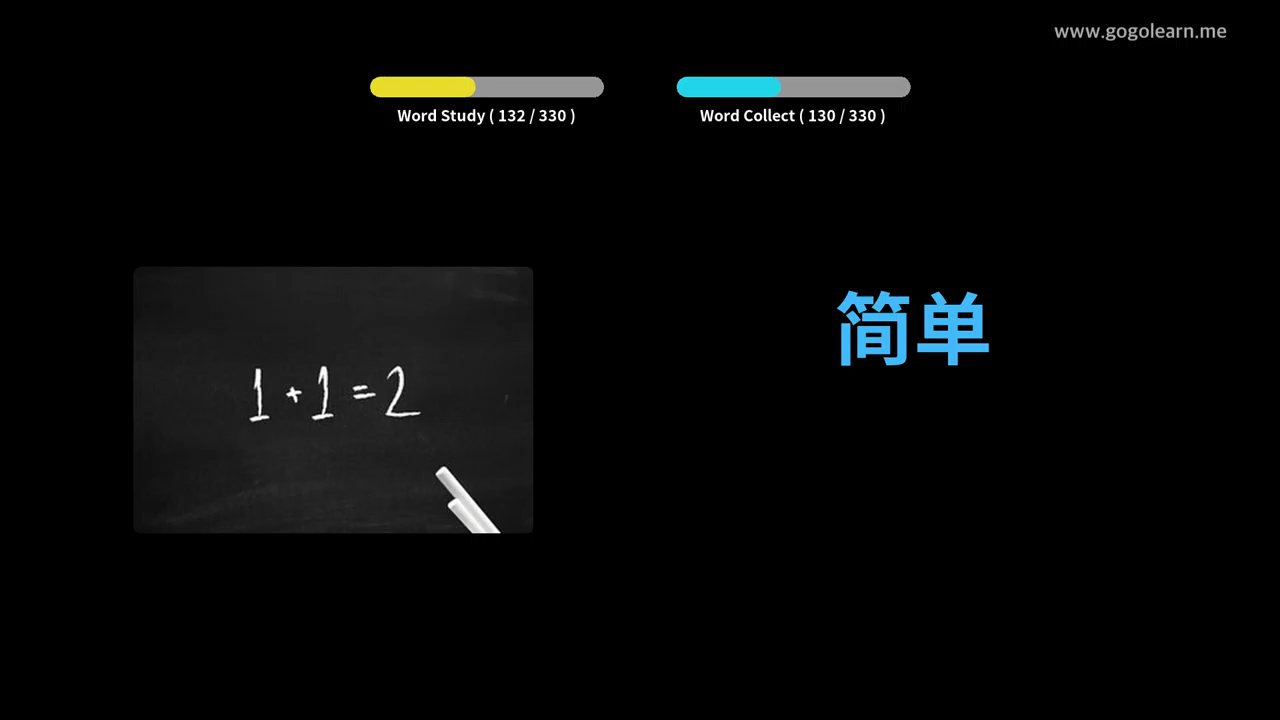 www.gogolearn.me
Word Study ( 132 / 330 )
Word Collect ( 130 / 330 )
简单
1 + 1 = 2